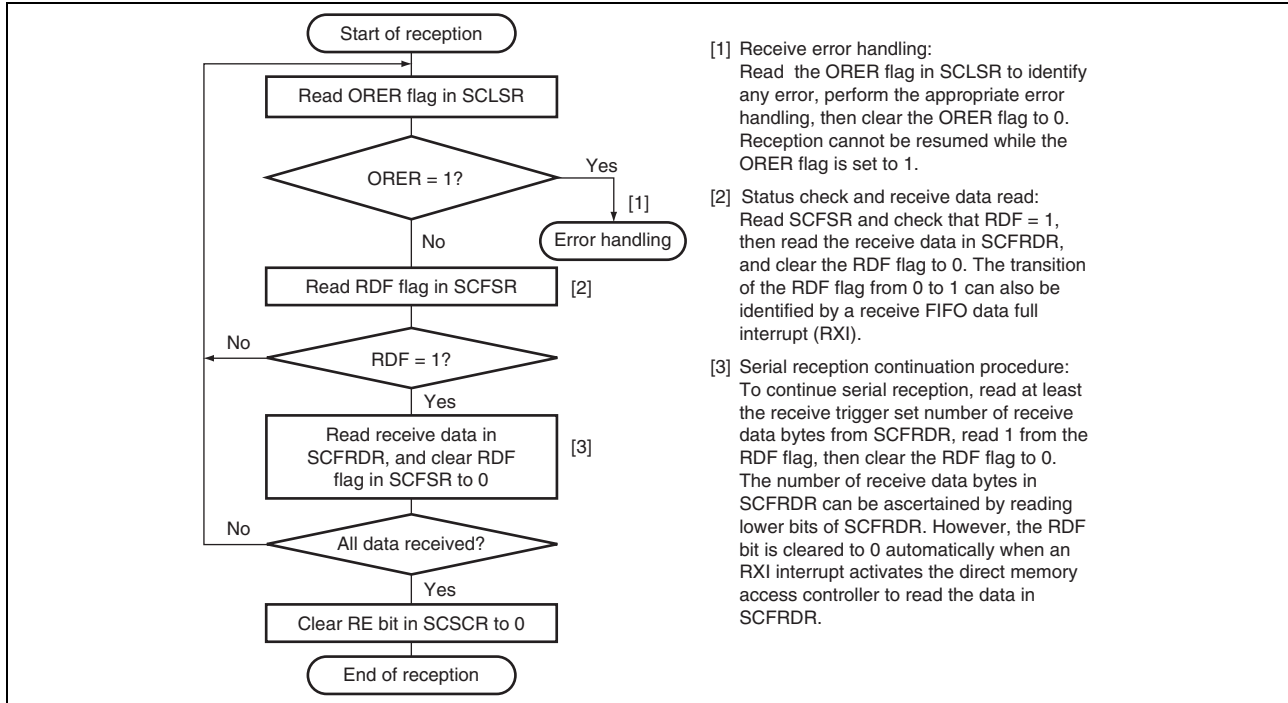 Start of reception
Read ORER flag in SCLSR
ORER = 1?
Yes
[1]
Error handling
No
Read RDF flag in SCFSR
[2]
No
RDF = 1?
Yes
Read receive data in
SCFRDR, and clear RDF
flag in SCFSR to 0
[3]
No
All data received?
Yes
Clear RE bit in SCSCR to 0
End of reception
[1] Receive error handling:
Read the ORER flag in SCLSR to identify
any error, perform the appropriate error
handling, then clear the ORER flag to 0.
Reception cannot be resumed while the
ORER flag is set to 1.
[2] Status check and receive data read:
Read SCFSR and check that RDF = 1,
then read the receive data in SCFRDR,
and clear the RDF flag to 0. The transition
of the RDF flag from 0 to 1 can also be
identified by a receive FIFO data full
interrupt (RXI).
[3] Serial reception continuation procedure:
To continue serial reception, read at least
the receive trigger set number of receive
data bytes from SCFRDR, read 1 from the
RDF flag, then clear the RDF flag to 0.
The number of receive data bytes in
SCFRDR can be ascertained by reading
lower bits of SCFRDR. However, the RDF
bit is cleared to 0 automatically when an
RXI interrupt activates the direct memory
access controller to read the data in
SCFRDR.